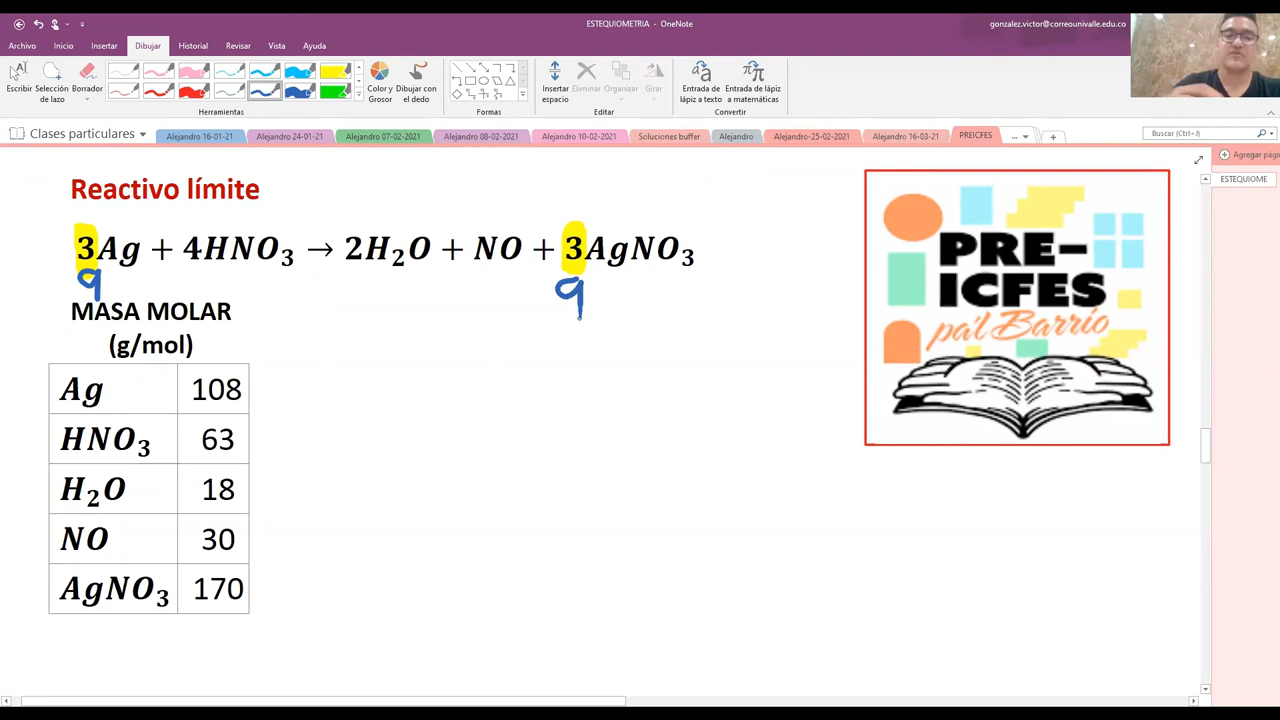 ESTEQUIOMETRIA - OneNote
gonzalez.victor@correounivalle.edu.co
Archivo Inicio Insertar Dibujar Historial Revisar Vista Ayuda
Escribir Selección de lazo Borrador
Color y Grosor Dibujar con el dedo
Insertar espacio Eliminar Organizar Girar
Entrada de lápiz a texto Entrada de lápiz a matemáticas
Herramientas Formas Editar Convertir
Clases particulares Alejandro 16-01-21 Alejandro 24-01-21 Alejandro 07-02-2021 Alejandro 08-02-2021 Alejandro 10-02-2021 Soluciones buffer Alejandro Alejandro-25-02-2021 Alejandro 16-03-21 PREICFES ... Buscar (Ctrl+J)
Agregar pági
ESTEQUIOME
Reactivo límite
3Ag + 4HNO₃ → 2H₂O + NO + 3AgNO₃
9 9
MASA MOLAR
(g/mol)
Ag 108
HNO₃ 63
H₂O 18
NO 30
AgNO₃ 170
PRE-
ICFES
pa'l Barrio